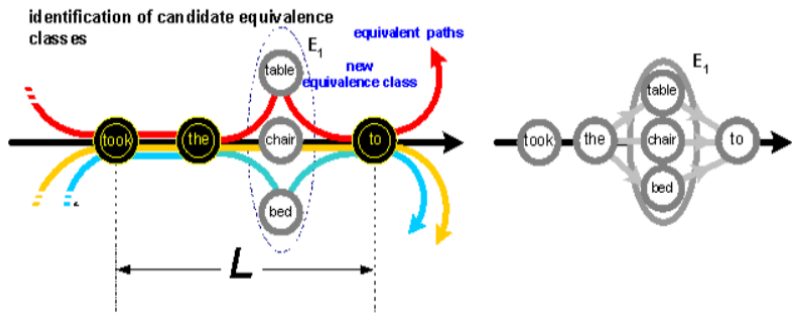 identification of candidate equivalence
classes
equivalent paths
E1
new
equivalence class
table
took
the
chair
to
bed
L
E1
table
took
the
chair
to
bed